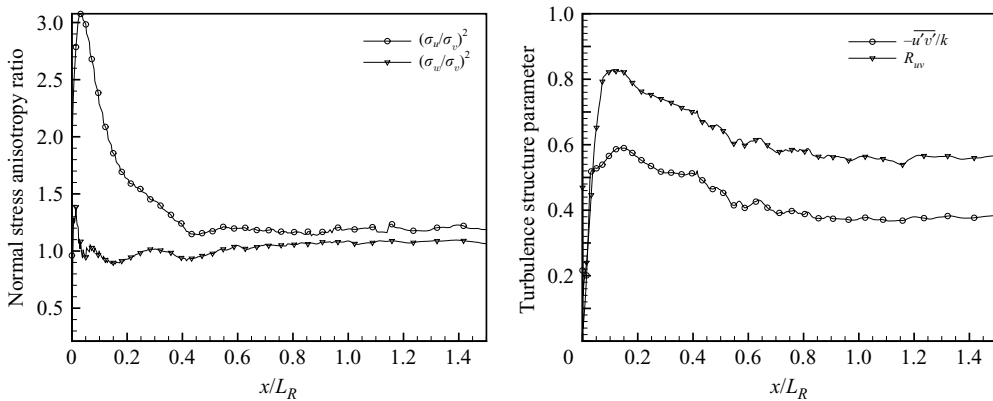 Normal stress anisotropy ratio
3.0
2.5
2.0
1.5
1.0
0.5
(σu/σv)²
(σw/σv)²
0 0.2 0.4 0.6 0.8 1.0 1.2 1.4
x/LR
Turbulence structure parameter
1.0
0.8
0.6
0.4
0.2
−u′v′/k
Ruv
0 0.2 0.4 0.6 0.8 1.0 1.2 1.4
x/LR